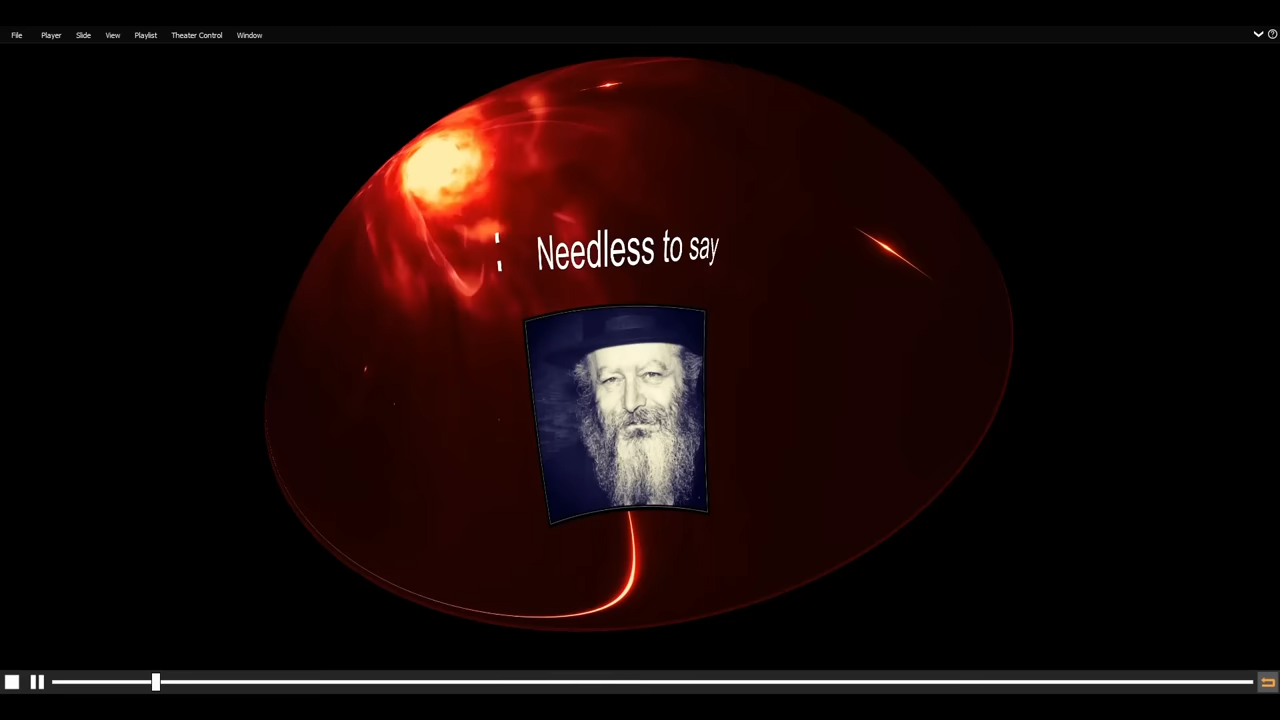 File Player Slide View Playlist Theater Control Window
: Needless to say